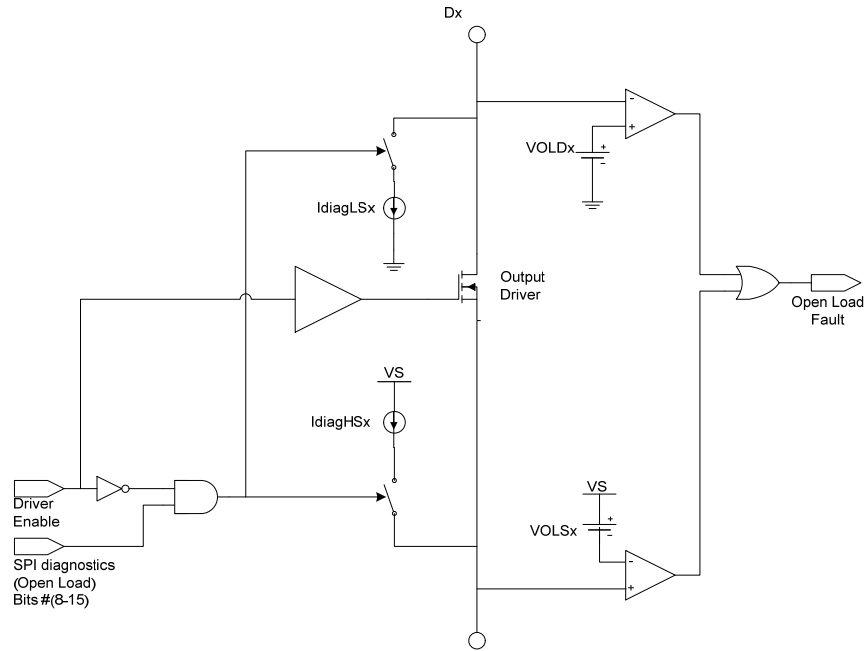 Dx
VOLDx
+
-
-
+
IdiagLSx
Output
Driver
Open Load
Fault
VS
IdiagHSx
Driver
Enable
SPI diagnostics
(Open Load)
Bits #(8-15)
VS
VOLSx
+
-
-
+